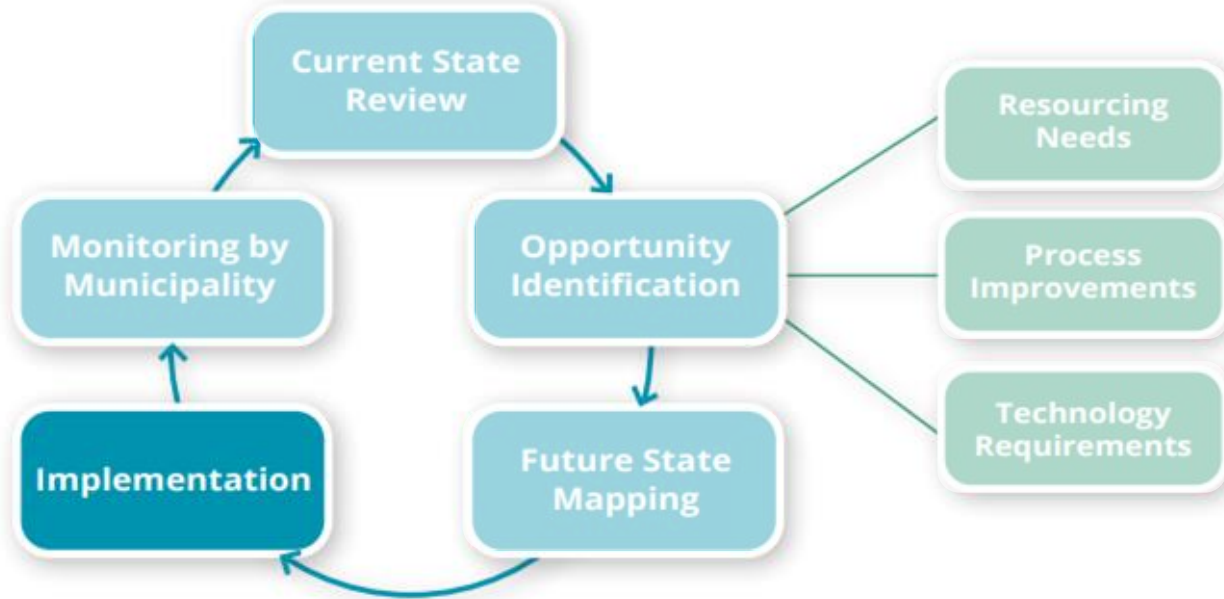 Current State
Review
Opportunity
Identification
Future State
Mapping
Implementation
Monitoring by
Municipality
Resourcing
Needs
Process
Improvements
Technology
Requirements